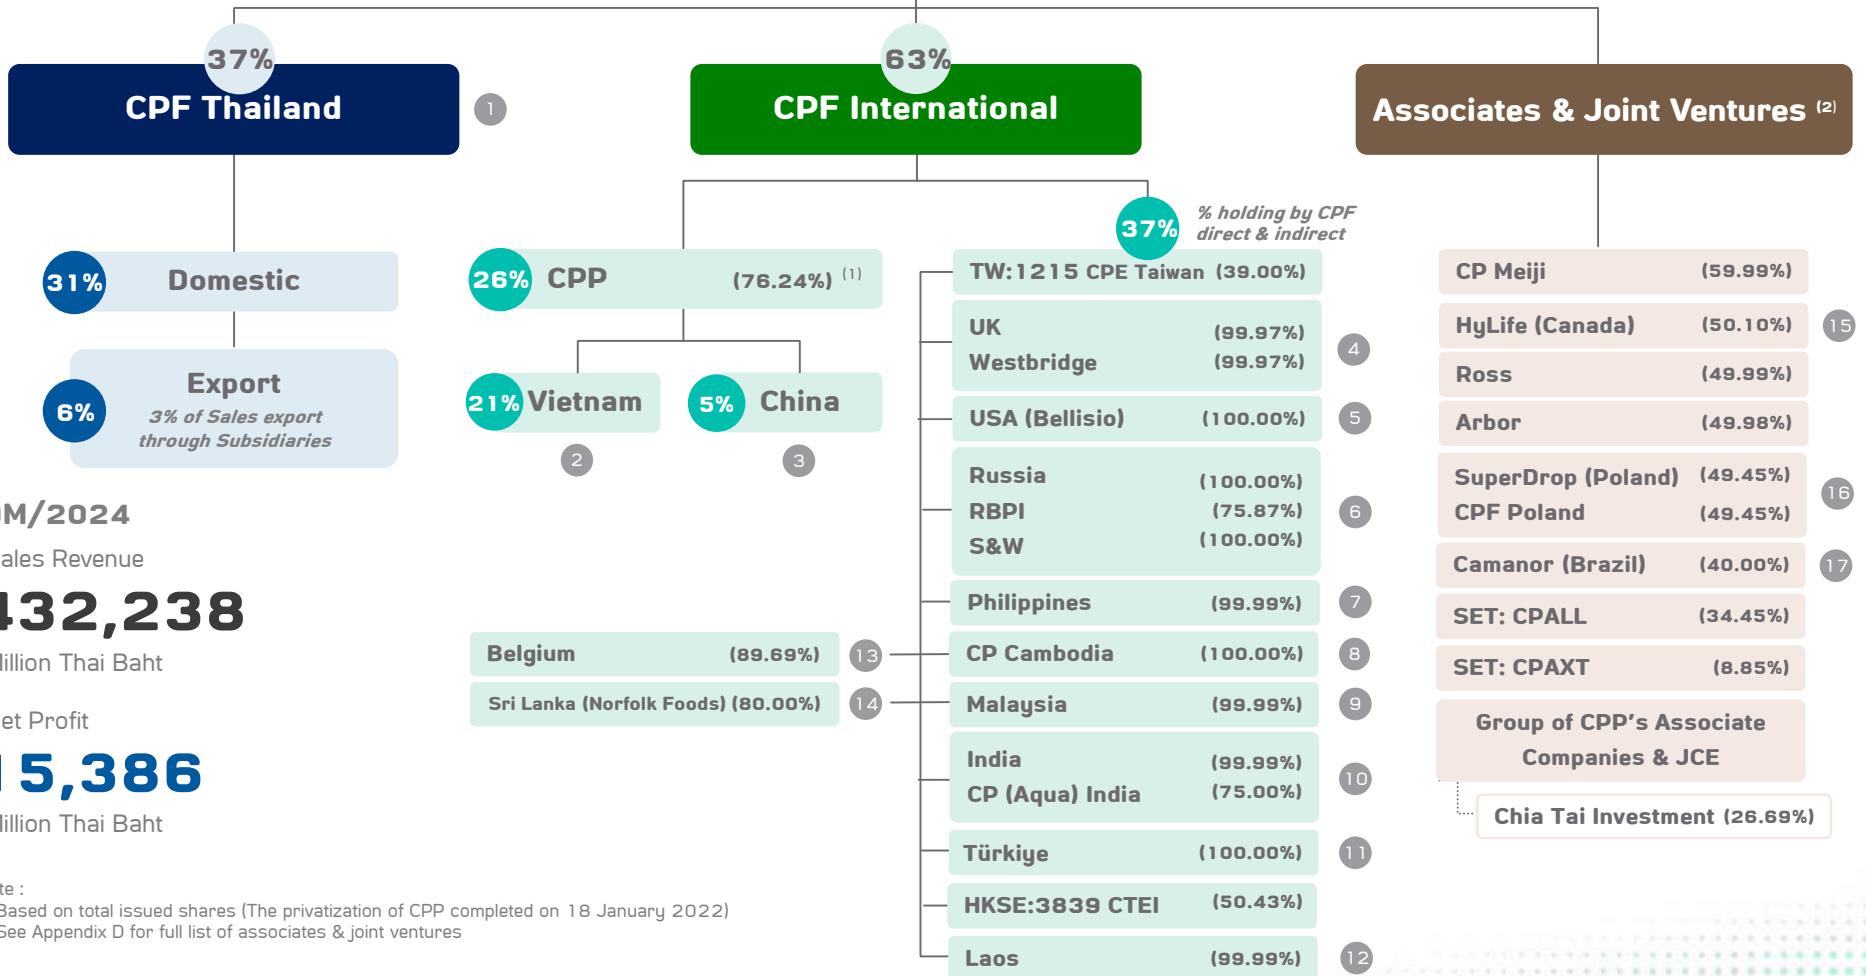 37%
63%
CPF Thailand
1
CPF International
Associates & Joint Ventures (2)
31%
Domestic
6%
Export
3% of Sales export
through Subsidiaries
M/2024
ales Revenue
432,238
illion Thai Baht
et Profit
15,386
illion Thai Baht
26%
CPP (76.24%) (1)
21%
Vietnam
2
5%
China
3
37%
% holding by CPF
direct & indirect
TW:1215 CPE Taiwan (39.00%)
UK (99.97%)
Westbridge (99.97%)
4
USA (Bellisio) (100.00%)
5
Russia (100.00%)
RBPI (75.87%)
S&W (100.00%)
6
Philippines (99.99%)
7
Belgium (89.69%)
13
CP Cambodia (100.00%)
8
Sri Lanka (Norfolk Foods) (80.00%)
14
Malaysia (99.99%)
9
India (99.99%)
CP (Aqua) India (75.00%)
10
Türkiye (100.00%)
11
HKSE:3839 CTEI (50.43%)
Laos (99.99%)
12
CP Meiji (59.99%)
HyLife (Canada) (50.10%)
15
Ross (49.99%)
Arbor (49.98%)
SuperDrop (Poland) (49.45%)
CPF Poland (49.45%)
16
Camanor (Brazil) (40.00%)
17
SET: CPALL (34.45%)
SET: CPAXT (8.85%)
Group of CPP's Associate
Companies & JCE
Chia Tai Investment (26.69%)
te :
Based on total issued shares (The privatization of CPP completed on 18 January 2022)
See Appendix D for full list of associates & joint ventures